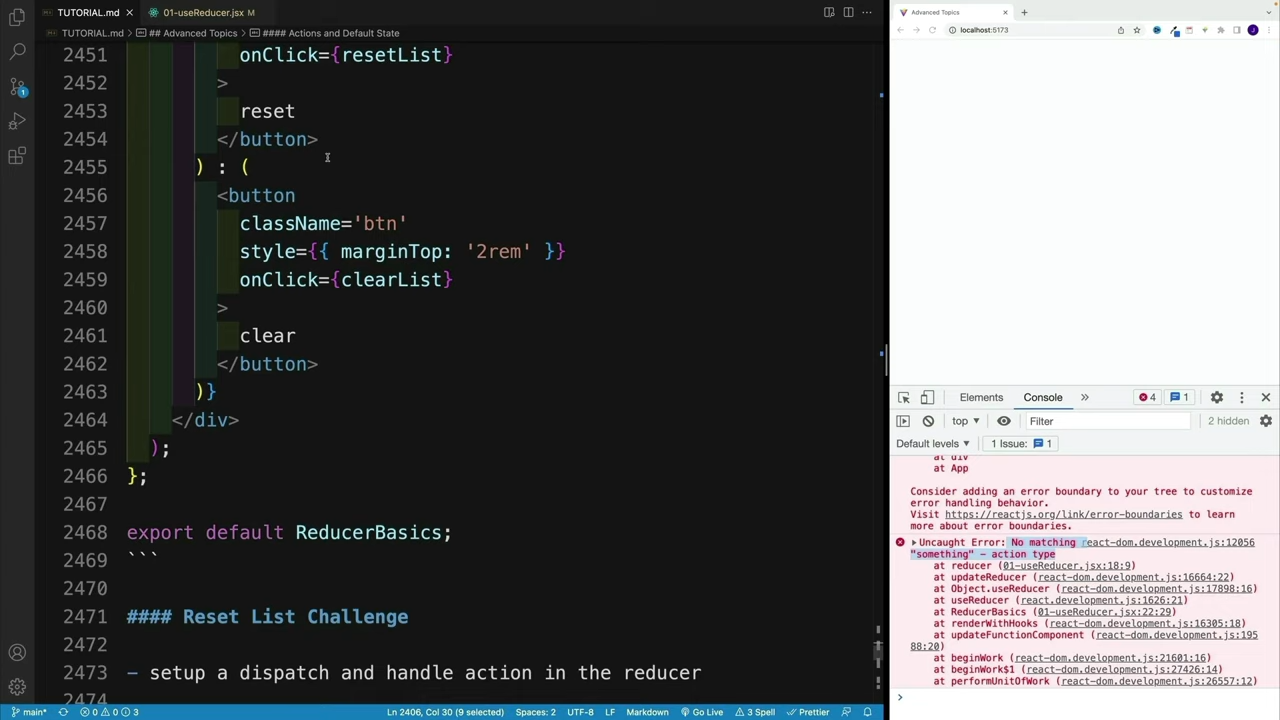 TUTORIAL.md
01-useReducer.jsx M
TUTORIAL.md > ## Advanced Topics > #### Actions and Default State
2451 onClick={resetList}
2452 >
2453 reset
2454 </button>
2455 ) : (
2456 <button
2457 className='btn'
2458 style={{ marginTop: '2rem' }}
2459 onClick={clearList}
2460 >
2461 clear
2462 </button>
2463 )}
2464 </div>
2465 );
2466 };
2467
2468 export default ReducerBasics;
2469 ```
2470
2471 #### Reset List Challenge
2472
2473 - setup a dispatch and handle action in the reducer
2474
main*
0 0 3
Ln 2406, Col 30 (9 selected)
Spaces: 2
UTF-8
LF
Markdown
Go Live
3 Spell
Prettier
Advanced Topics
localhost:5173
J
Elements
Console
4
1
top
Filter
2 hidden
Default levels
1 Issue: 1
at div
at App
Consider adding an error boundary to your tree to customize
error handling behavior.
Visit https://reactjs.org/link/error-boundaries to learn
more about error boundaries.
Uncaught Error: No matching react-dom.development.js:12056
"something" - action type
at reducer (01-useReducer.jsx:18:9)
at updateReducer (react-dom.development.js:16664:22)
at Object.useReducer (react-dom.development.js:17898:16)
at useReducer (react.development.js:1626:21)
at ReducerBasics (01-useReducer.jsx:22:29)
at renderWithHooks (react-dom.development.js:16305:18)
at updateFunctionComponent (react-dom.development.js:195
88:20)
at beginWork (react-dom.development.js:21601:16)
at beginWork$1 (react-dom.development.js:27426:14)
at performUnitOfWork (react-dom.development.js:26557:12)
>